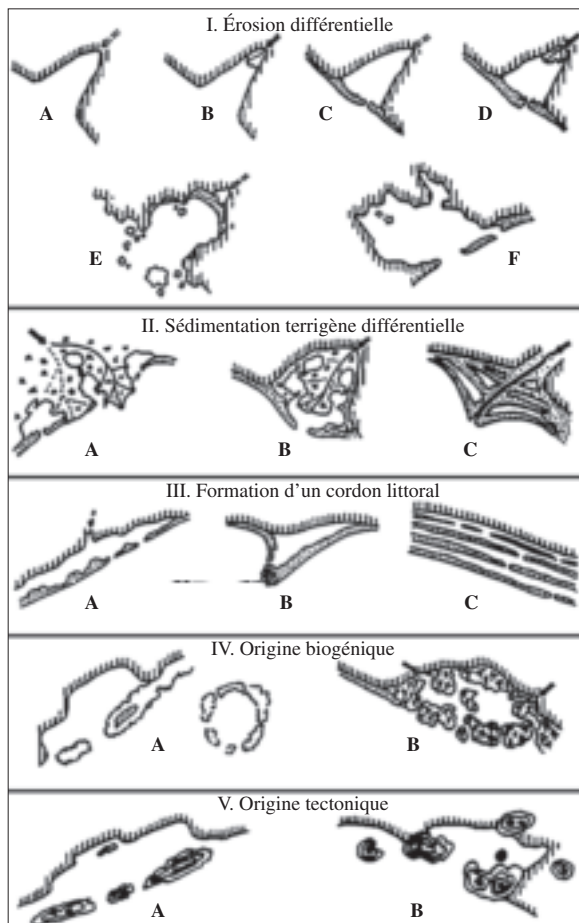 I. Érosion différentielle
A B C D
E F
II. Sédimentation terrigène différentielle
A B C
III. Formation d'un cordon littoral
A B C
IV. Origine biogénique
A B
V. Origine tectonique
A B